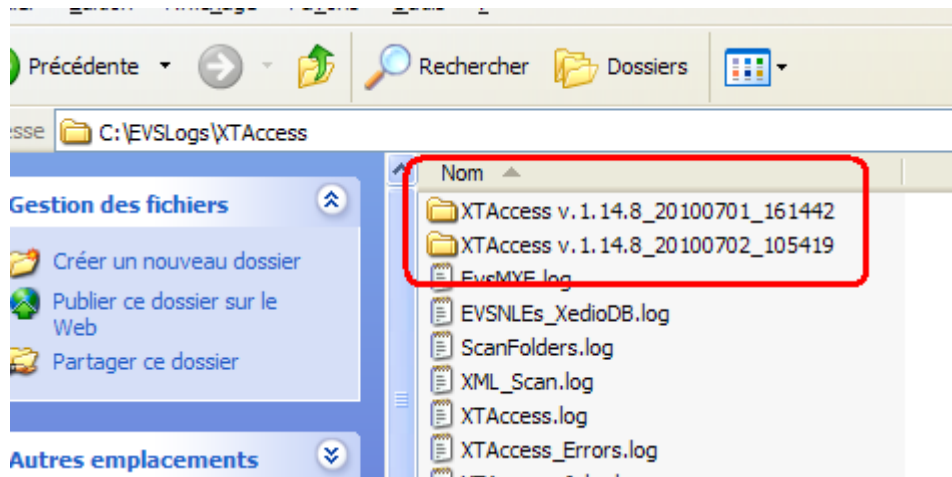 Précédente
Rechercher
Dossiers
C:\EVSLogs\XTAccess
Nom
Gestion des fichiers
Créer un nouveau dossier
Publier ce dossier sur le
Web
Partager ce dossier
Autres emplacements
XTAccess v.1.14.8_20100701_161442
XTAccess v.1.14.8_20100702_105419
EvsMXF.log
EVSNLEs_XedioDB.log
ScanFolders.log
XML_Scan.log
XTAccess.log
XTAccess_Errors.log